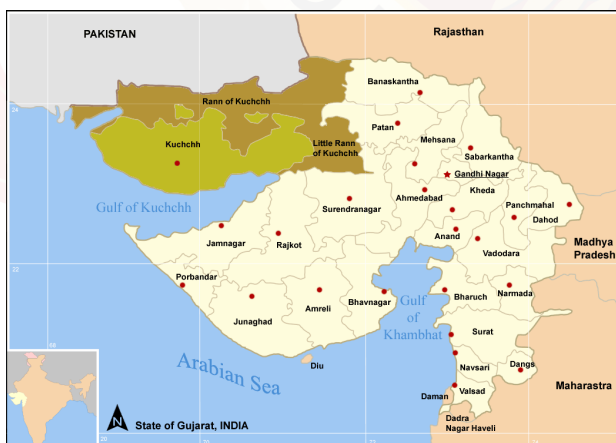 PAKISTAN
Rajasthan
Banaskantha
24
Rann of Kuchchh
Patan
Mehsana
Kuchchh
Little Rann
of Kuchchh
Sabarkantha
Gandhi Nagar
Kheda
Ahmedabad
Gulf of Kuchchh
Surendranagar
Panchmahal
Dahod
Anand
Jamnagar
Rajkot
Madhya
Pradesh
Vadodara
22
Porbandar
Amreli
Bhavnagar
Bharuch
Narmada
Gulf
of
Khambhat
Junaghad
Surat
Arabian Sea
Diu
Navsari
Dangs
Maharastra
Daman
Valsad
Dadra
Nagar Haveli
State of Gujarat, INDIA
N